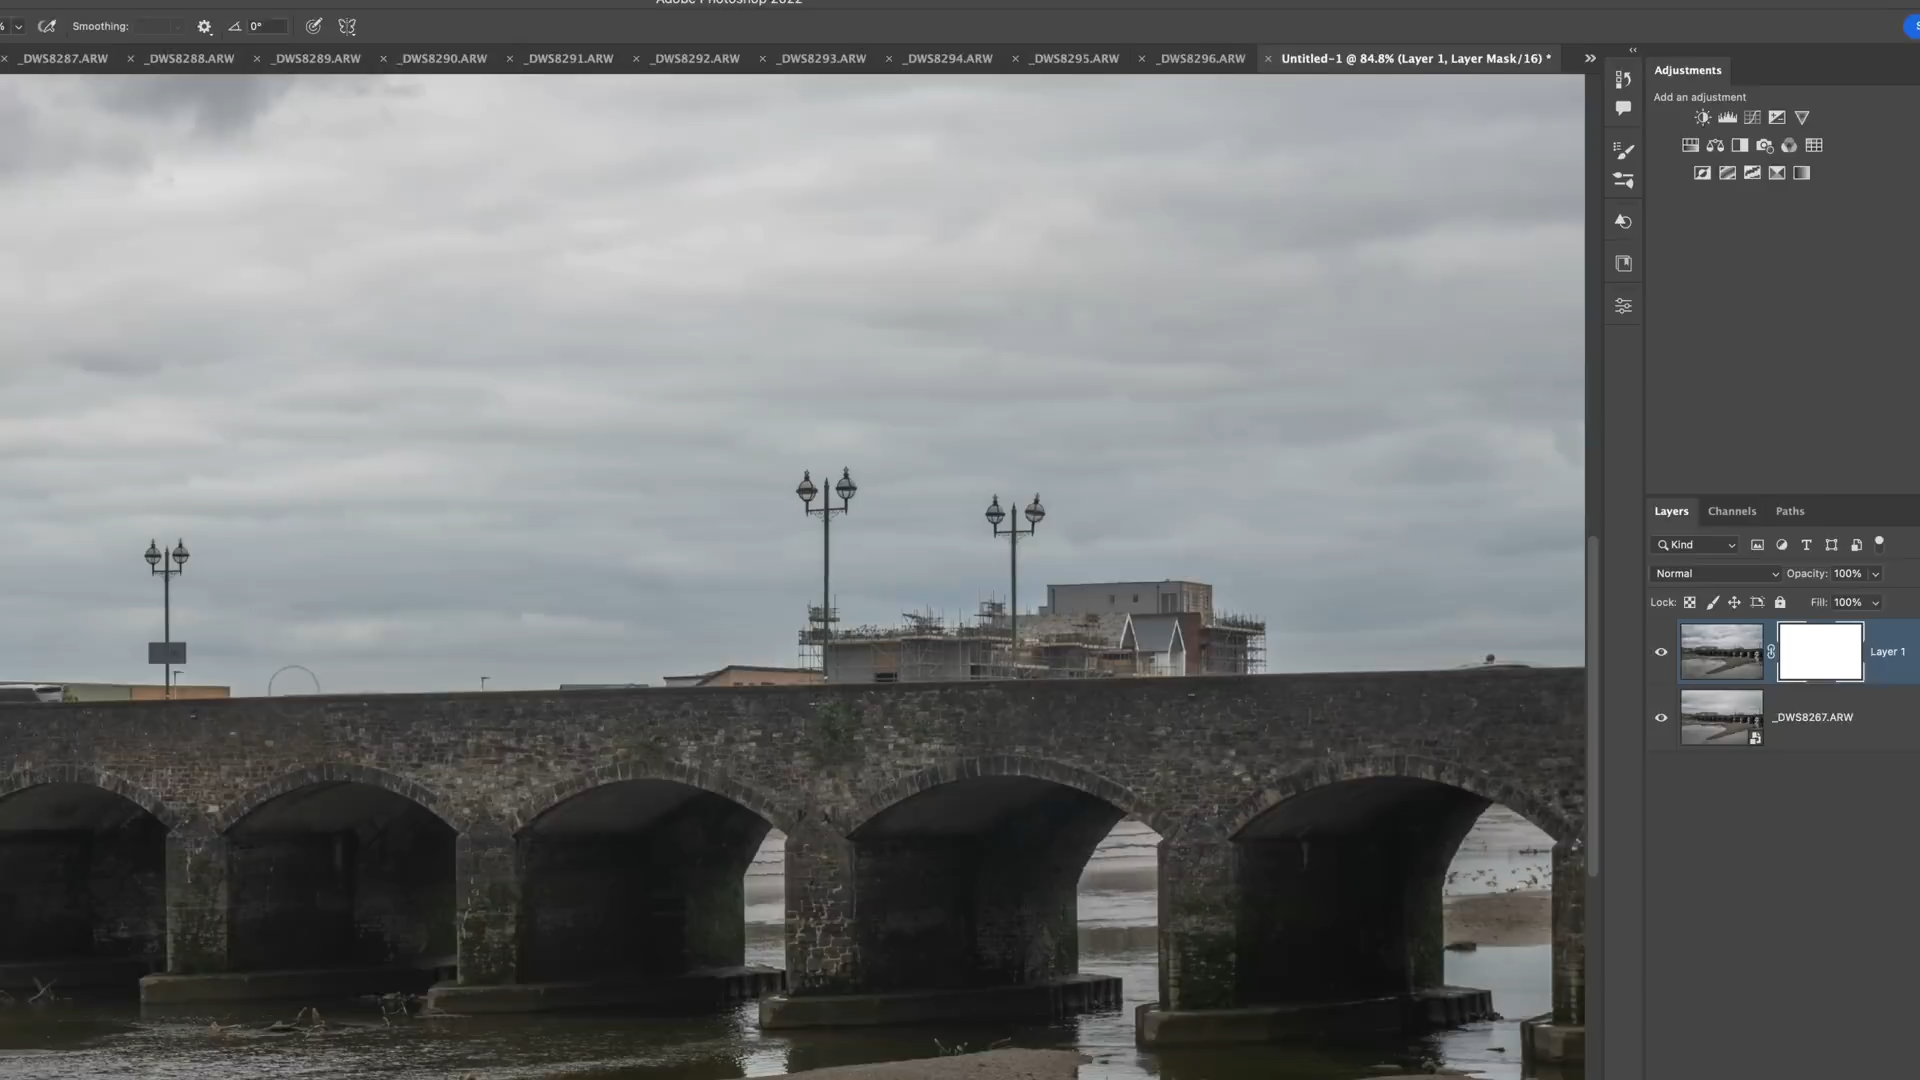 Adobe Photoshop 2022
% Smoothing: 0°
_DWS8287.ARW _DWS8288.ARW _DWS8289.ARW _DWS8290.ARW _DWS8291.ARW _DWS8292.ARW _DWS8293.ARW _DWS8294.ARW _DWS8295.ARW _DWS8296.ARW Untitled-1 @ 84.8% (Layer 1, Layer Mask/16) *
Adjustments
Add an adjustment
Layers Channels Paths
Kind
Normal Opacity: 100%
Lock: Fill: 100%
Layer 1
_DWS8267.ARW